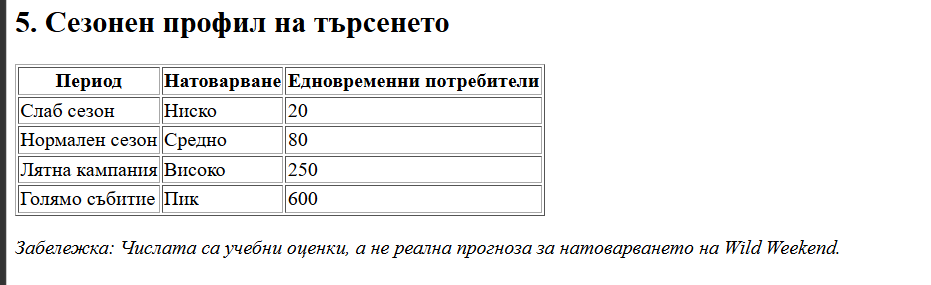 5. Сезонен профил на търсенето
Период Натоварване Едновременни потребители
Слаб сезон Ниско 20
Нормален сезон Средно 80
Лятна кампания Високо 250
Голямо събитие Пик 600
Забележка: Числата са учебни оценки, а не реална прогноза за натоварването на Wild Weekend.